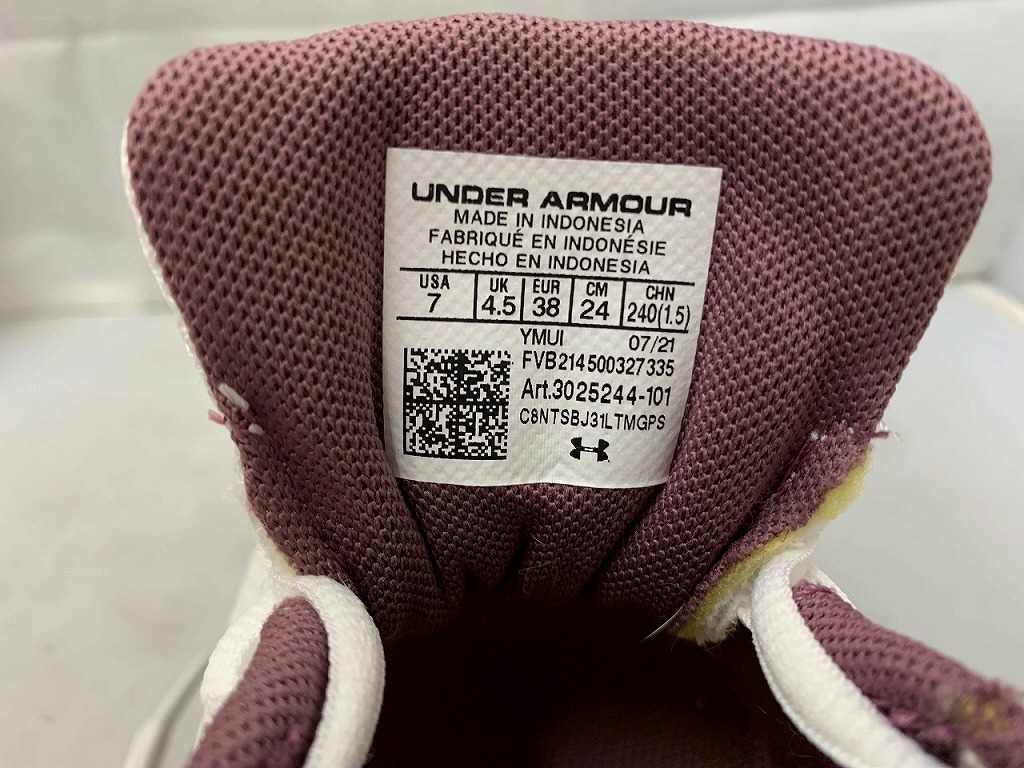 UNDER ARMOUR
MADE IN INDONESIA
FABRIQUÉ EN INDONÉSIE
HECHO EN INDONESIA
USA UK EUR CM CHN
7 4.5 38 24 240(1.5)
YMUI 07/21
FVB214500327335
Art.3025244-101
C8NTSBJ31LTMGPS